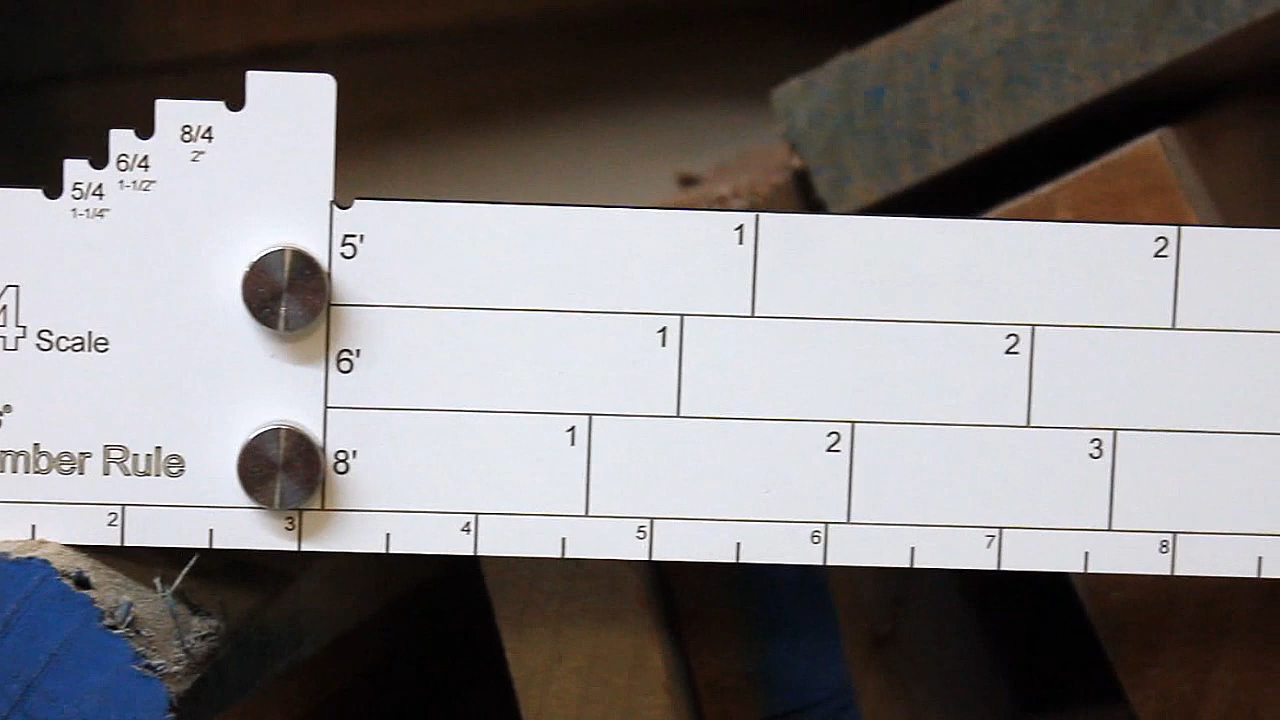 8/4
2"
6/4
1-1/2"
5/4
1-1/4"
5' 1 2
4 Scale
6' 1 2
mber Rule
8' 1 2 3
2 3 4 5 6 7 8